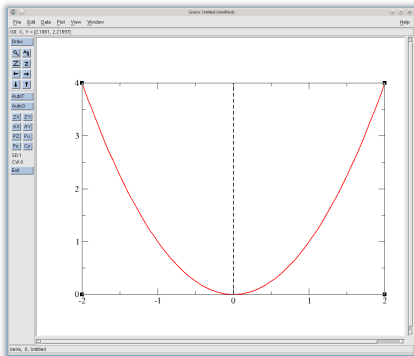 Grace: Untitled (modified)
File Edit Data Plot View Window Help
G0: X, Y = [2.1881, 2.21897]
Draw
Z z
AutoT
AutoO
ZX ZY
AX AY
PZ Pu
Po Cy
SD:1
CW:0
Exit
4
3
2
1
0
-2 -1 0 1 2